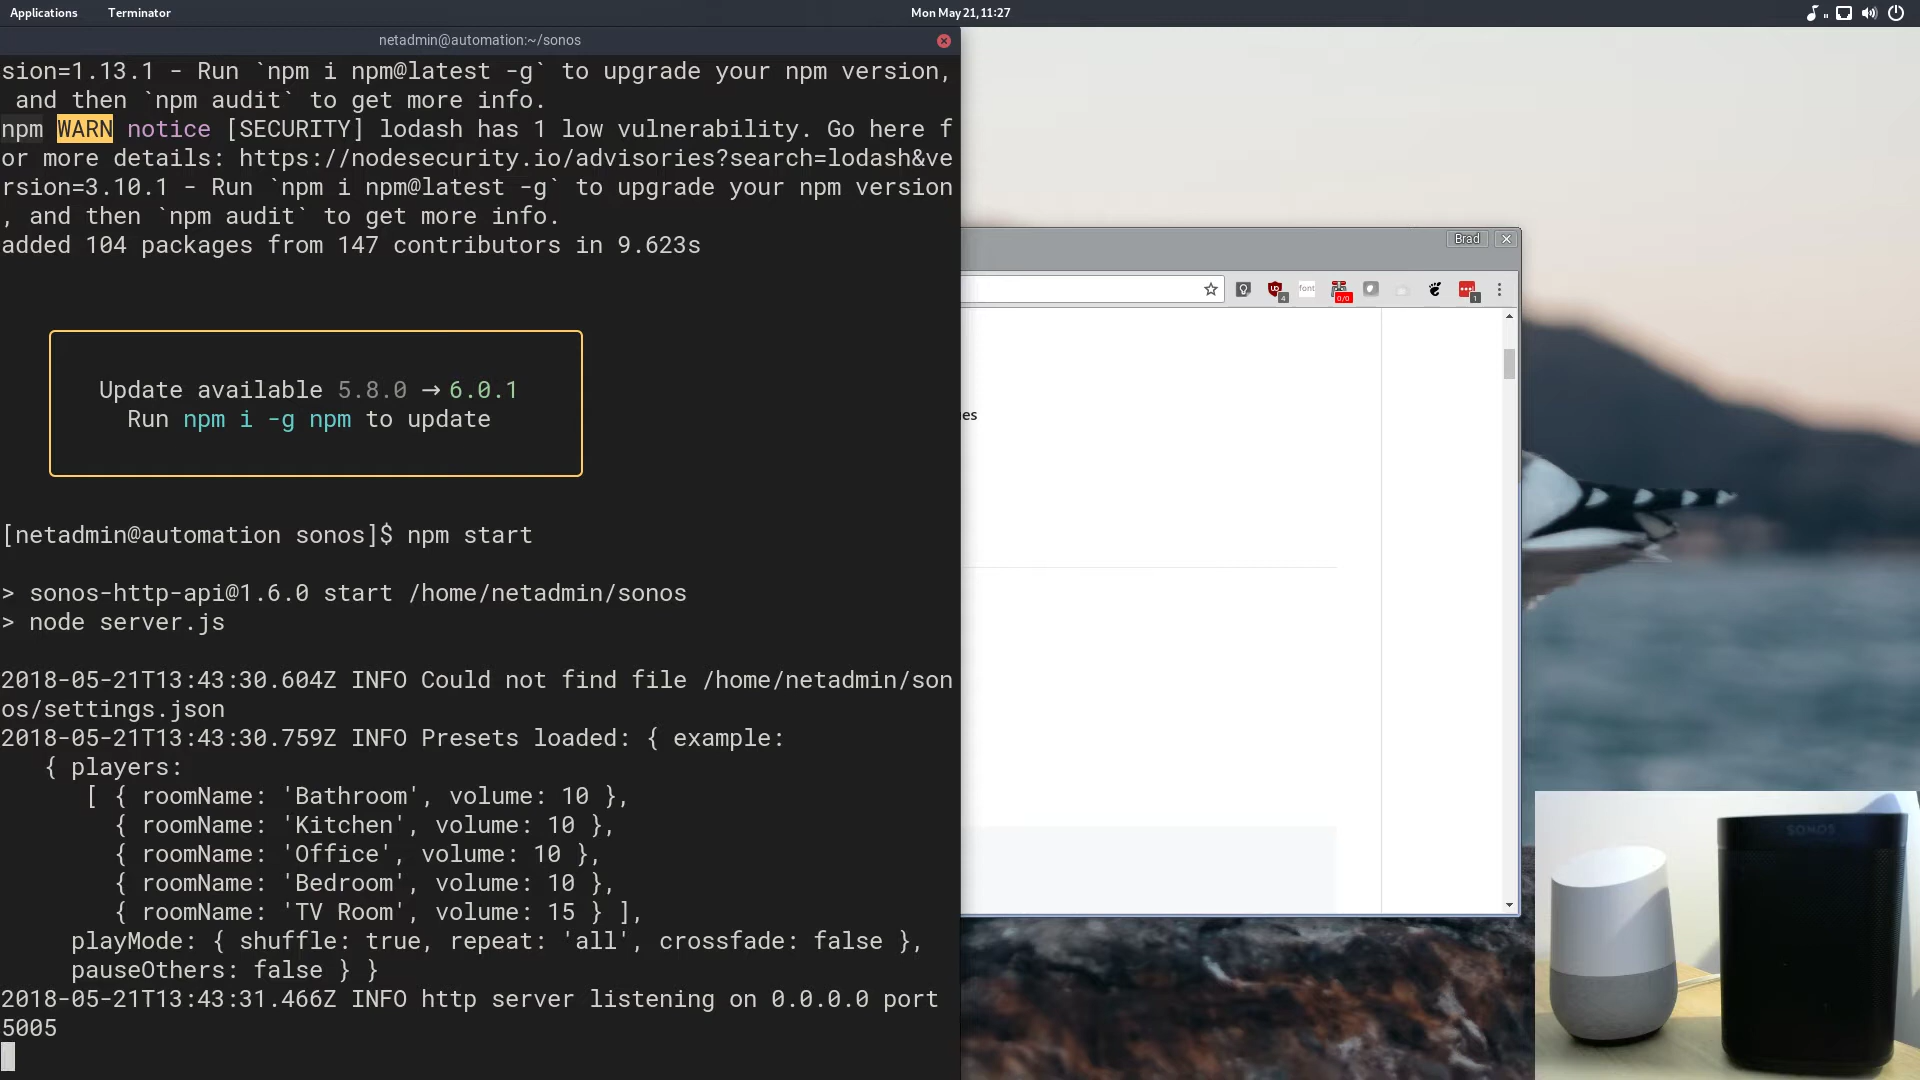 Applications Terminator Mon May 21, 11:27
netadmin@automation:~/sonos
sion=1.13.1 - Run `npm i npm@latest -g` to upgrade your npm version,
and then `npm audit` to get more info.
npm WARN notice [SECURITY] lodash has 1 low vulnerability. Go here f
or more details: https://nodesecurity.io/advisories?search=lodash&ve
rsion=3.10.1 - Run `npm i npm@latest -g` to upgrade your npm version
, and then `npm audit` to get more info.
added 104 packages from 147 contributors in 9.623s
Update available 5.8.0 → 6.0.1
Run npm i -g npm to update
[netadmin@automation sonos]$ npm start
> sonos-http-api@1.6.0 start /home/netadmin/sonos
> node server.js
2018-05-21T13:43:30.604Z INFO Could not find file /home/netadmin/son
os/settings.json
2018-05-21T13:43:30.759Z INFO Presets loaded: { example:
{ players:
[ { roomName: 'Bathroom', volume: 10 },
{ roomName: 'Kitchen', volume: 10 },
{ roomName: 'Office', volume: 10 },
{ roomName: 'Bedroom', volume: 10 },
{ roomName: 'TV Room', volume: 15 } ],
playMode: { shuffle: true, repeat: 'all', crossfade: false },
pauseOthers: false } }
2018-05-21T13:43:31.466Z INFO http server listening on 0.0.0.0 port
5005
Brad
4
font
0/0
1
es
SONOS